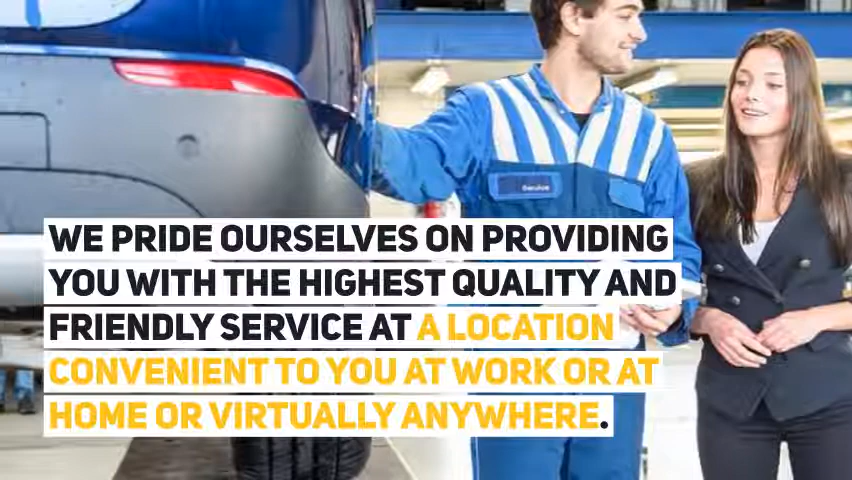 Service
WE PRIDE OURSELVES ON PROVIDING
YOU WITH THE HIGHEST QUALITY AND
FRIENDLY SERVICE AT A LOCATION
CONVENIENT TO YOU AT WORK OR AT
HOME OR VIRTUALLY ANYWHERE.